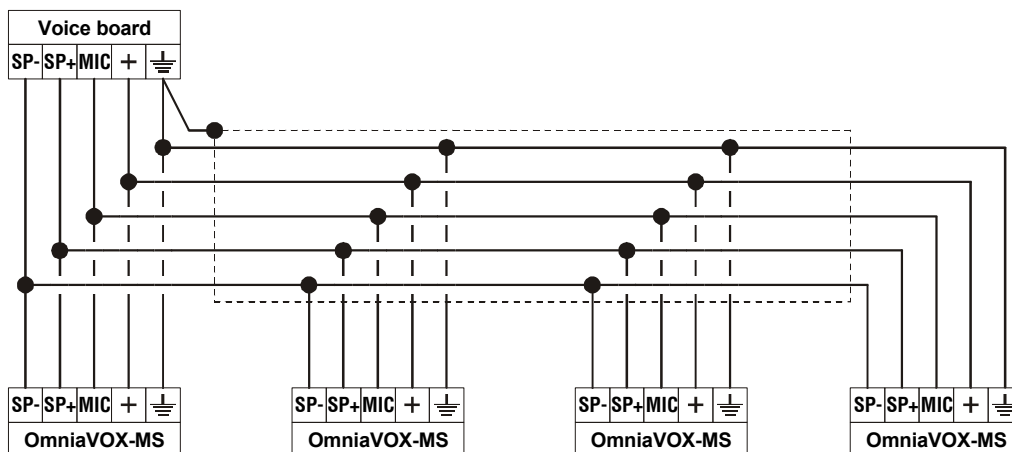 Voice board
SP- SP+ MIC +
SP- SP+ MIC + SP- SP+ MIC + SP- SP+ MIC + SP- SP+ MIC +
OmniaVOX-MS OmniaVOX-MS OmniaVOX-MS OmniaVOX-MS